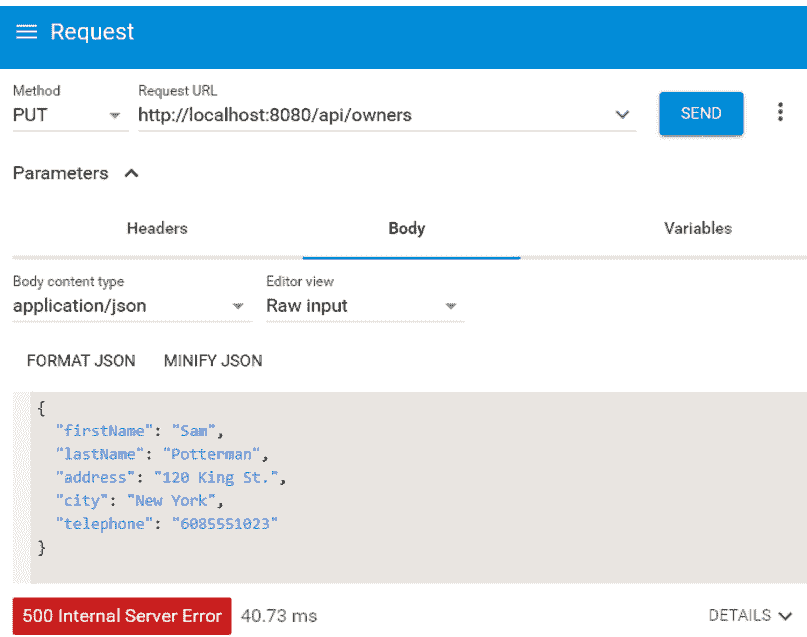 Request
Method Request URL
PUT http://localhost:8080/api/owners SEND
Parameters
Headers Body Variables
Body content type Editor view
application/json Raw input
FORMAT JSON MINIFY JSON
{
"firstName": "Sam",
"lastName": "Potterman",
"address": "120 King St.",
"city": "New York",
"telephone": "6085551023"
}
500 Internal Server Error 40.73 ms DETAILS